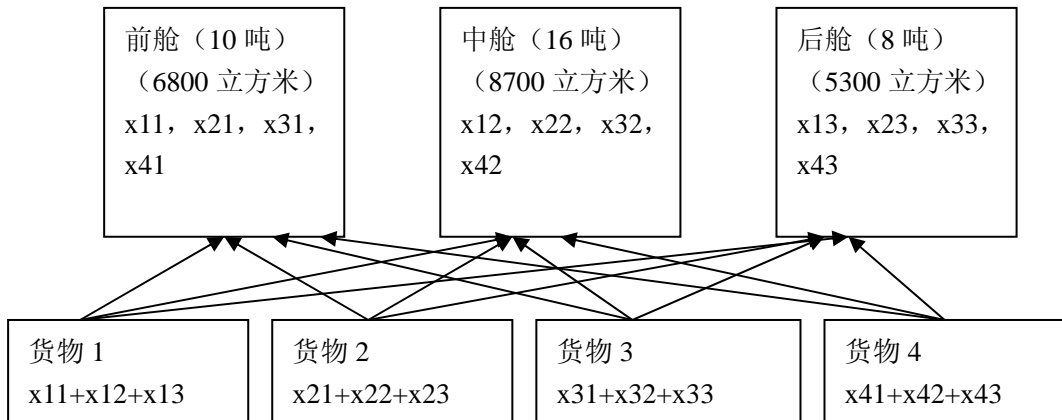 前舱（10 吨）
（6800 立方米）
x11，x21，x31，
x41
中舱（16 吨）
（8700 立方米）
x12，x22，x32，
x42
后舱（8 吨）
（5300 立方米）
x13，x23，x33，
x43
货物 1
x11+x12+x13
货物 2
x21+x22+x23
货物 3
x31+x32+x33
货物 4
x41+x42+x43